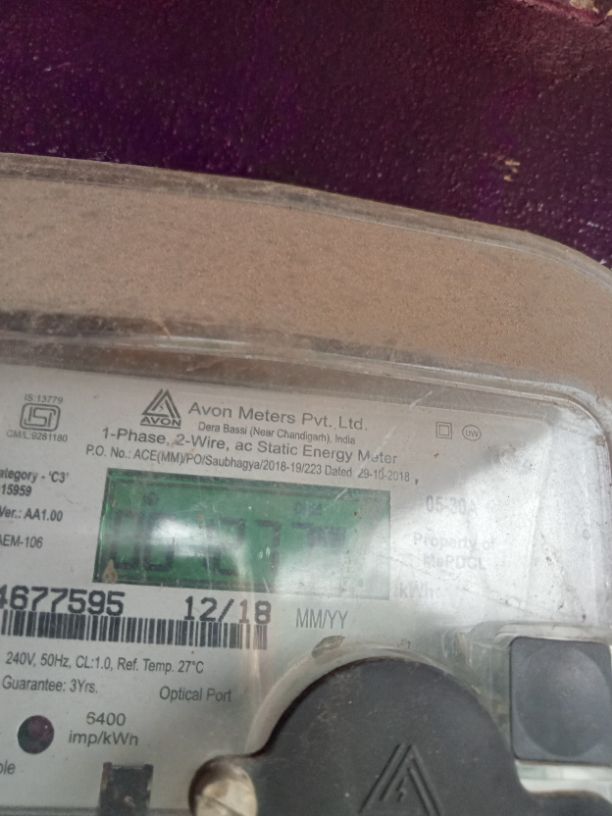 IS:13779
CM/L:9261180
AVON
Avon Meters Pvt. Ltd.
Dera Bassi (Near Chandigarh), India
1-Phase, 2-Wire, ac Static Energy Meter
P.O. No.: ACE(MM)/PO/Saubhagya/2018-19/223 Dated 29-10-2018
ategory - 'C3'
15959
Ver.: AA1.00
AEM-106
05-30A
Property of
MePDCL
kWh
4677595
12/18
MM/YY
240V, 50Hz, CL:1.0, Ref. Temp. 27°C
Guarantee: 3Yrs.
Optical Port
6400
imp/kWh